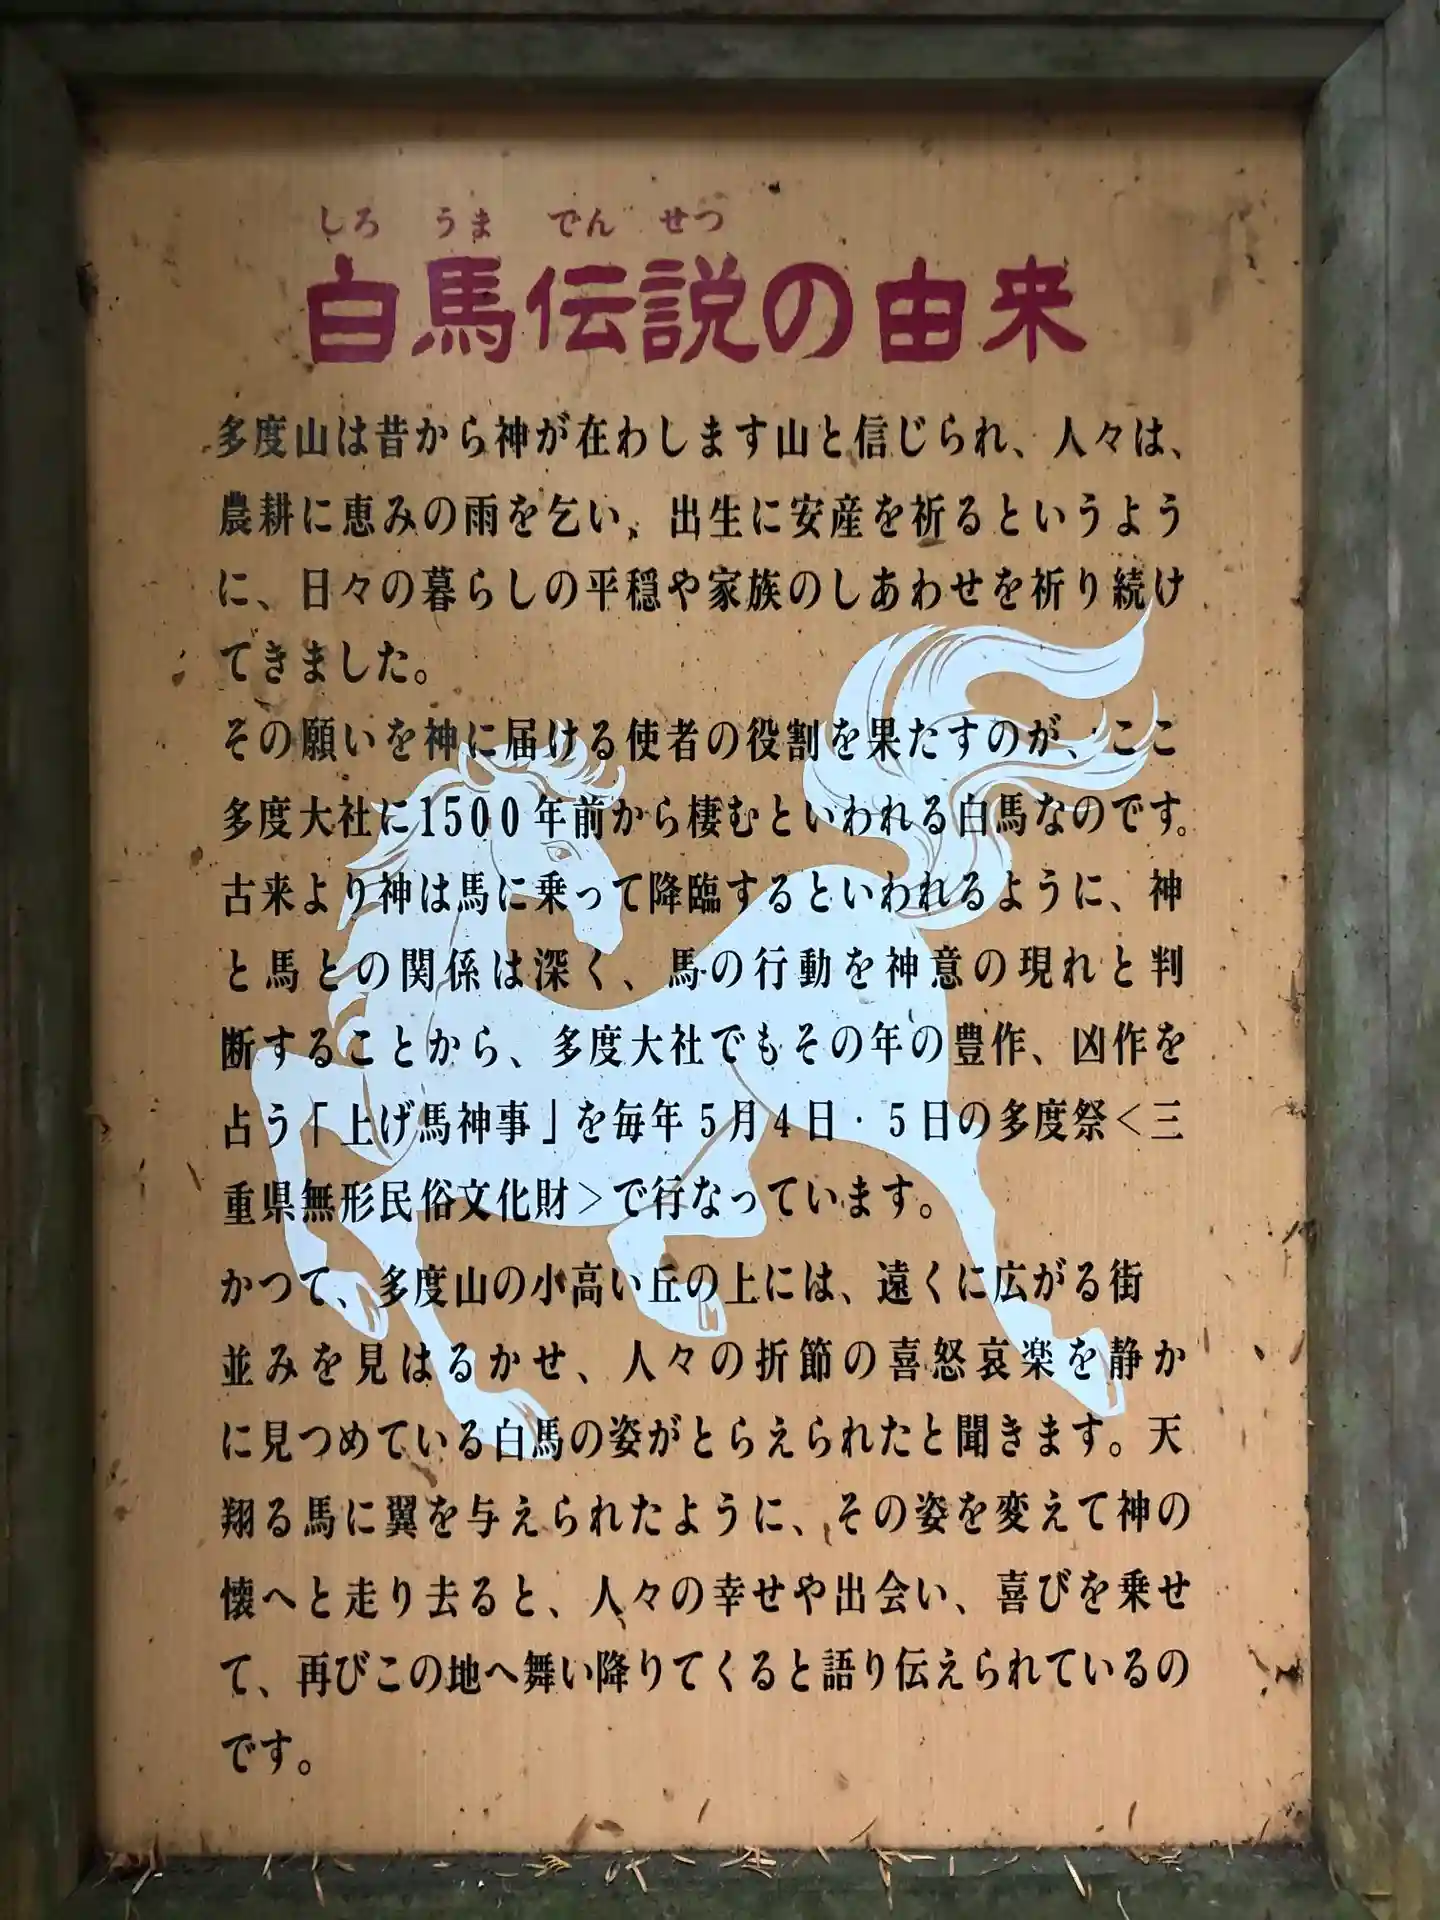 しろ うま でん せつ
白馬伝説の由来
多度山は昔から神が在わします山と信じられ、人々は、
農耕に恵みの雨を乞い、出生に安産を祈るというよう
に、日々の暮らしの平穏や家族のしあわせを祈り続け
てきました。
その願いを神に届ける使者の役割を果たすのが、ここ
多度大社に1500年前から棲むといわれる白馬なのです。
古来より神は馬に乗って降臨するといわれるように、神
と馬との関係は深く、馬の行動を神意の現れと判
断することから、多度大社でもその年の豊作、凶作を
占う「上げ馬神事」を毎年5月4日・5日の多度祭＜三
重県無形民俗文化財＞で行なっています。
かつて、多度山の小高い丘の上には、遠くに広がる街
並みを見はるかせ、人々の折節の喜怒哀楽を静か
に見つめている白馬の姿がとらえられたと聞きます。天
翔る馬に翼を与えられたように、その姿を変えて神の
懐へと走り去ると、人々の幸せや出会い、喜びを乗せ
て、再びこの地へ舞い降りてくると語り伝えられているの
です。